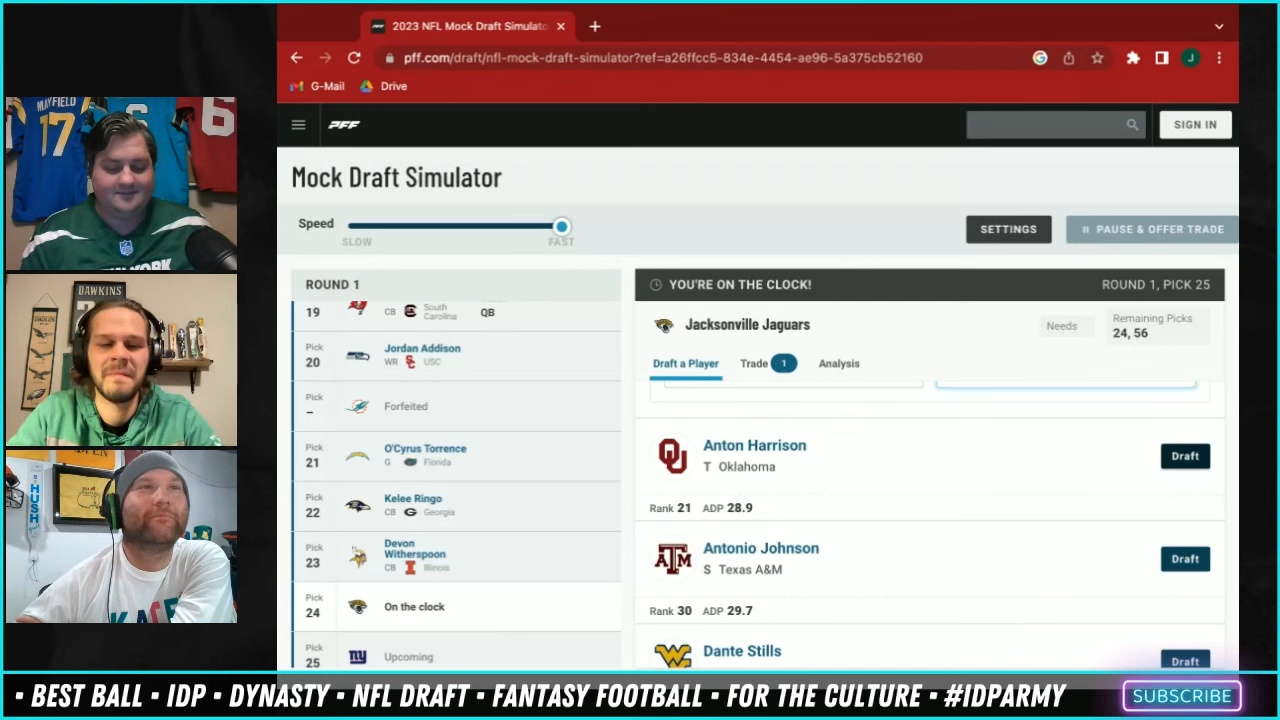 2023 NFL Mock Draft Simulato
pff.com/draft/nfl-mock-draft-simulator?ref=a26ffcc5-834e-4454-ae96-5a375cb52160
J
G-Mail
Drive
PFF
SIGN IN
Mock Draft Simulator
Speed
SLOW
FAST
SETTINGS
PAUSE & OFFER TRADE
ROUND 1
19
CB
South Carolina
QB
Pick 20
Jordan Addison
WR
USC
Pick –
Forfeited
Pick 21
O'Cyrus Torrence
G
Florida
Pick 22
Kelee Ringo
CB
Georgia
Pick 23
Devon Witherspoon
CB
Illinois
Pick 24
On the clock
Pick 25
Upcoming
YOU'RE ON THE CLOCK!
ROUND 1, PICK 25
Jacksonville Jaguars
Needs
Remaining Picks
24, 56
Draft a Player
Trade 1
Analysis
Anton Harrison
T Oklahoma
Draft
Rank 21 ADP 28.9
Antonio Johnson
S Texas A&M
Draft
Rank 30 ADP 29.7
Dante Stills
Draft
MAYFIELD
17
6
6
DAWKINS
HUSH
• BEST BALL • IDP • DYNASTY • NFL DRAFT • FANTASY FOOTBALL • FOR THE CULTURE • #IDPARMY
SUBSCRIBE